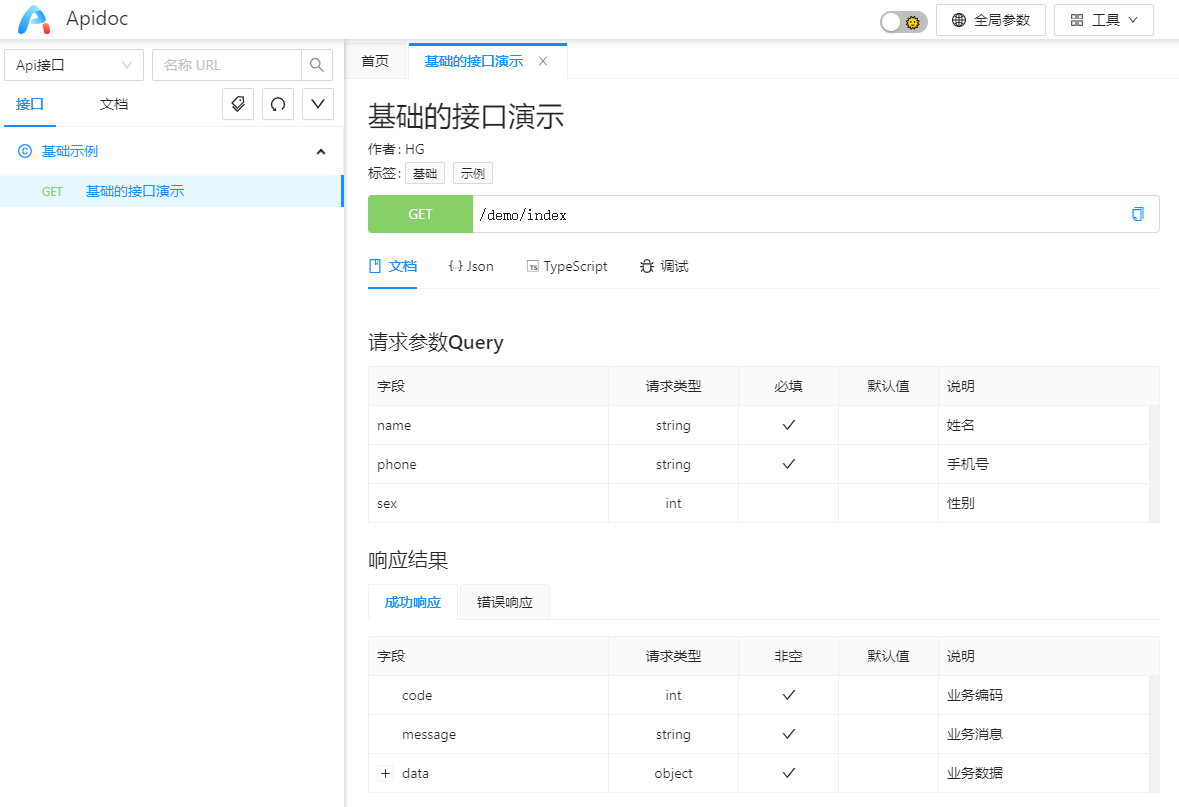 Apidoc
全局参数
工具
Api接口
名称 URL
接口
文档
基础示例
GET
基础的接口演示
首页
基础的接口演示
基础的接口演示
作者: HG
标签: 基础 示例
GET /demo/index
文档
{..} Json
TS TypeScript
调试
请求参数Query
字段 请求类型 必填 默认值 说明
name string 姓名
phone string 手机号
sex int 性别
响应结果
成功响应 错误响应
字段 请求类型 非空 默认值 说明
code int 业务编码
message string 业务消息
data object 业务数据